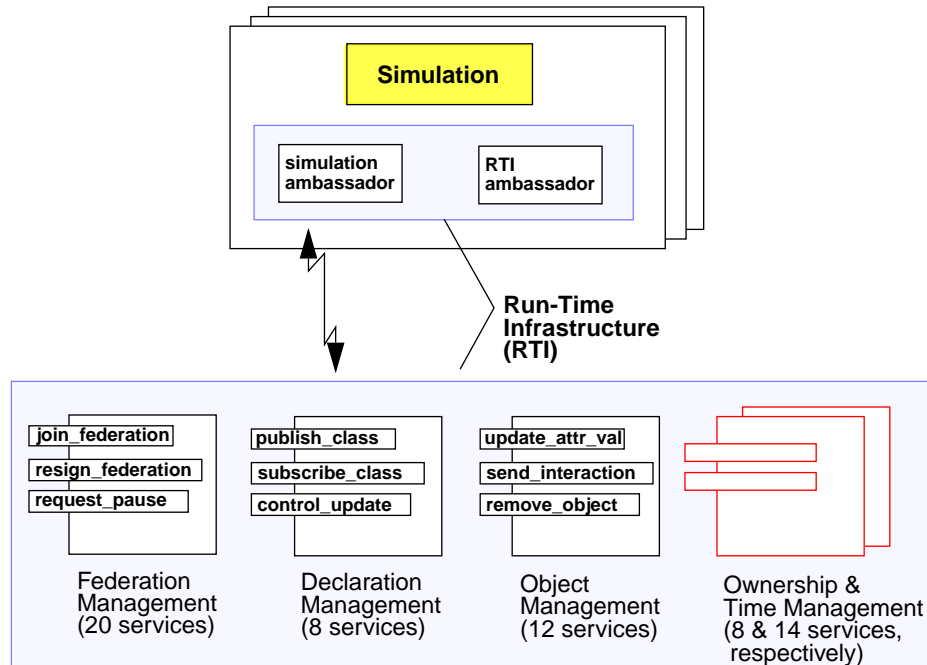 Simulation
simulation
ambassador
RTI
ambassador
Run-Time
Infrastructure
(RTI)
join_federation
resign_federation
request_pause
publish_class
subscribe_class
control_update
update_attr_val
send_interaction
remove_object
Federation
Management
(20 services)
Declaration
Management
(8 services)
Object
Management
(12 services)
Ownership &
Time Management
(8 & 14 services,
respectively)